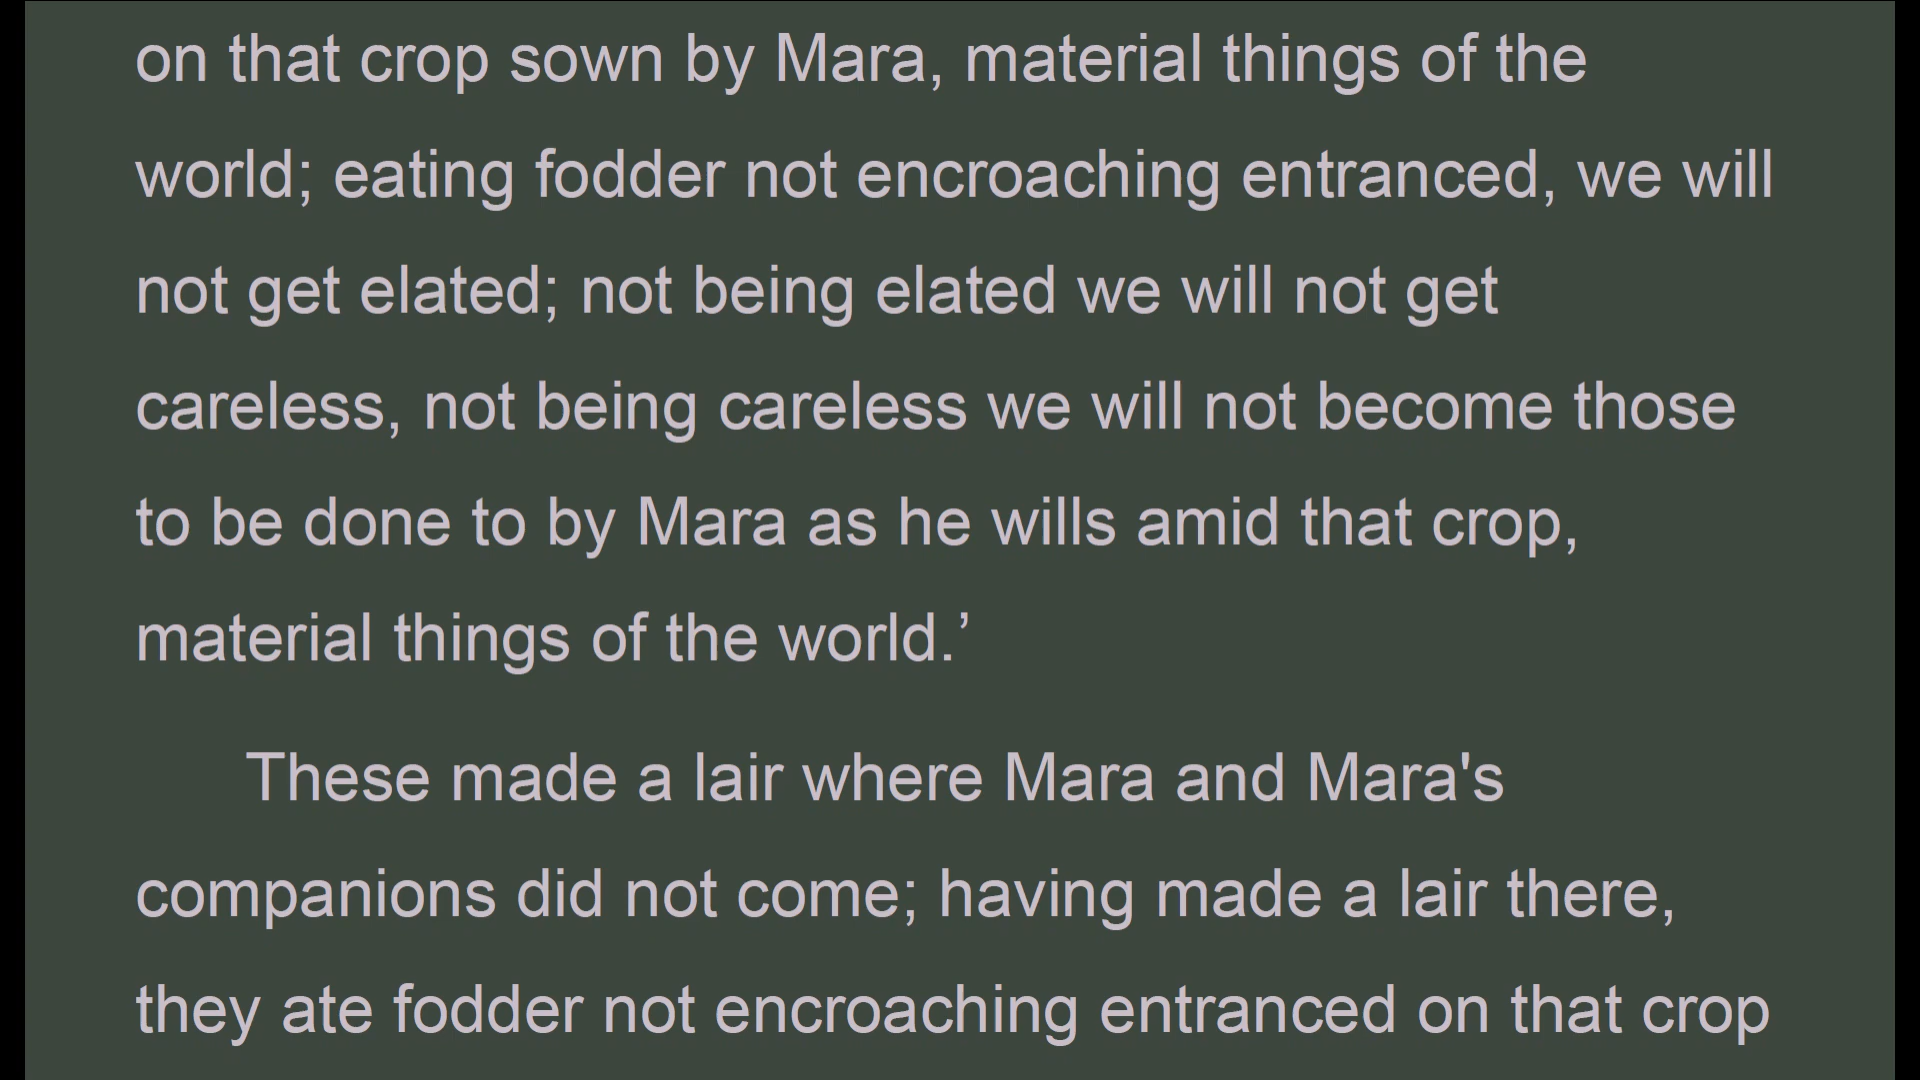 on that crop sown by Mara, material things of the
world; eating fodder not encroaching entranced, we will
not get elated; not being elated we will not get
careless, not being careless we will not become those
to be done to by Mara as he wills amid that crop,
material things of the world.’
These made a lair where Mara and Mara's
companions did not come; having made a lair there,
they ate fodder not encroaching entranced on that crop